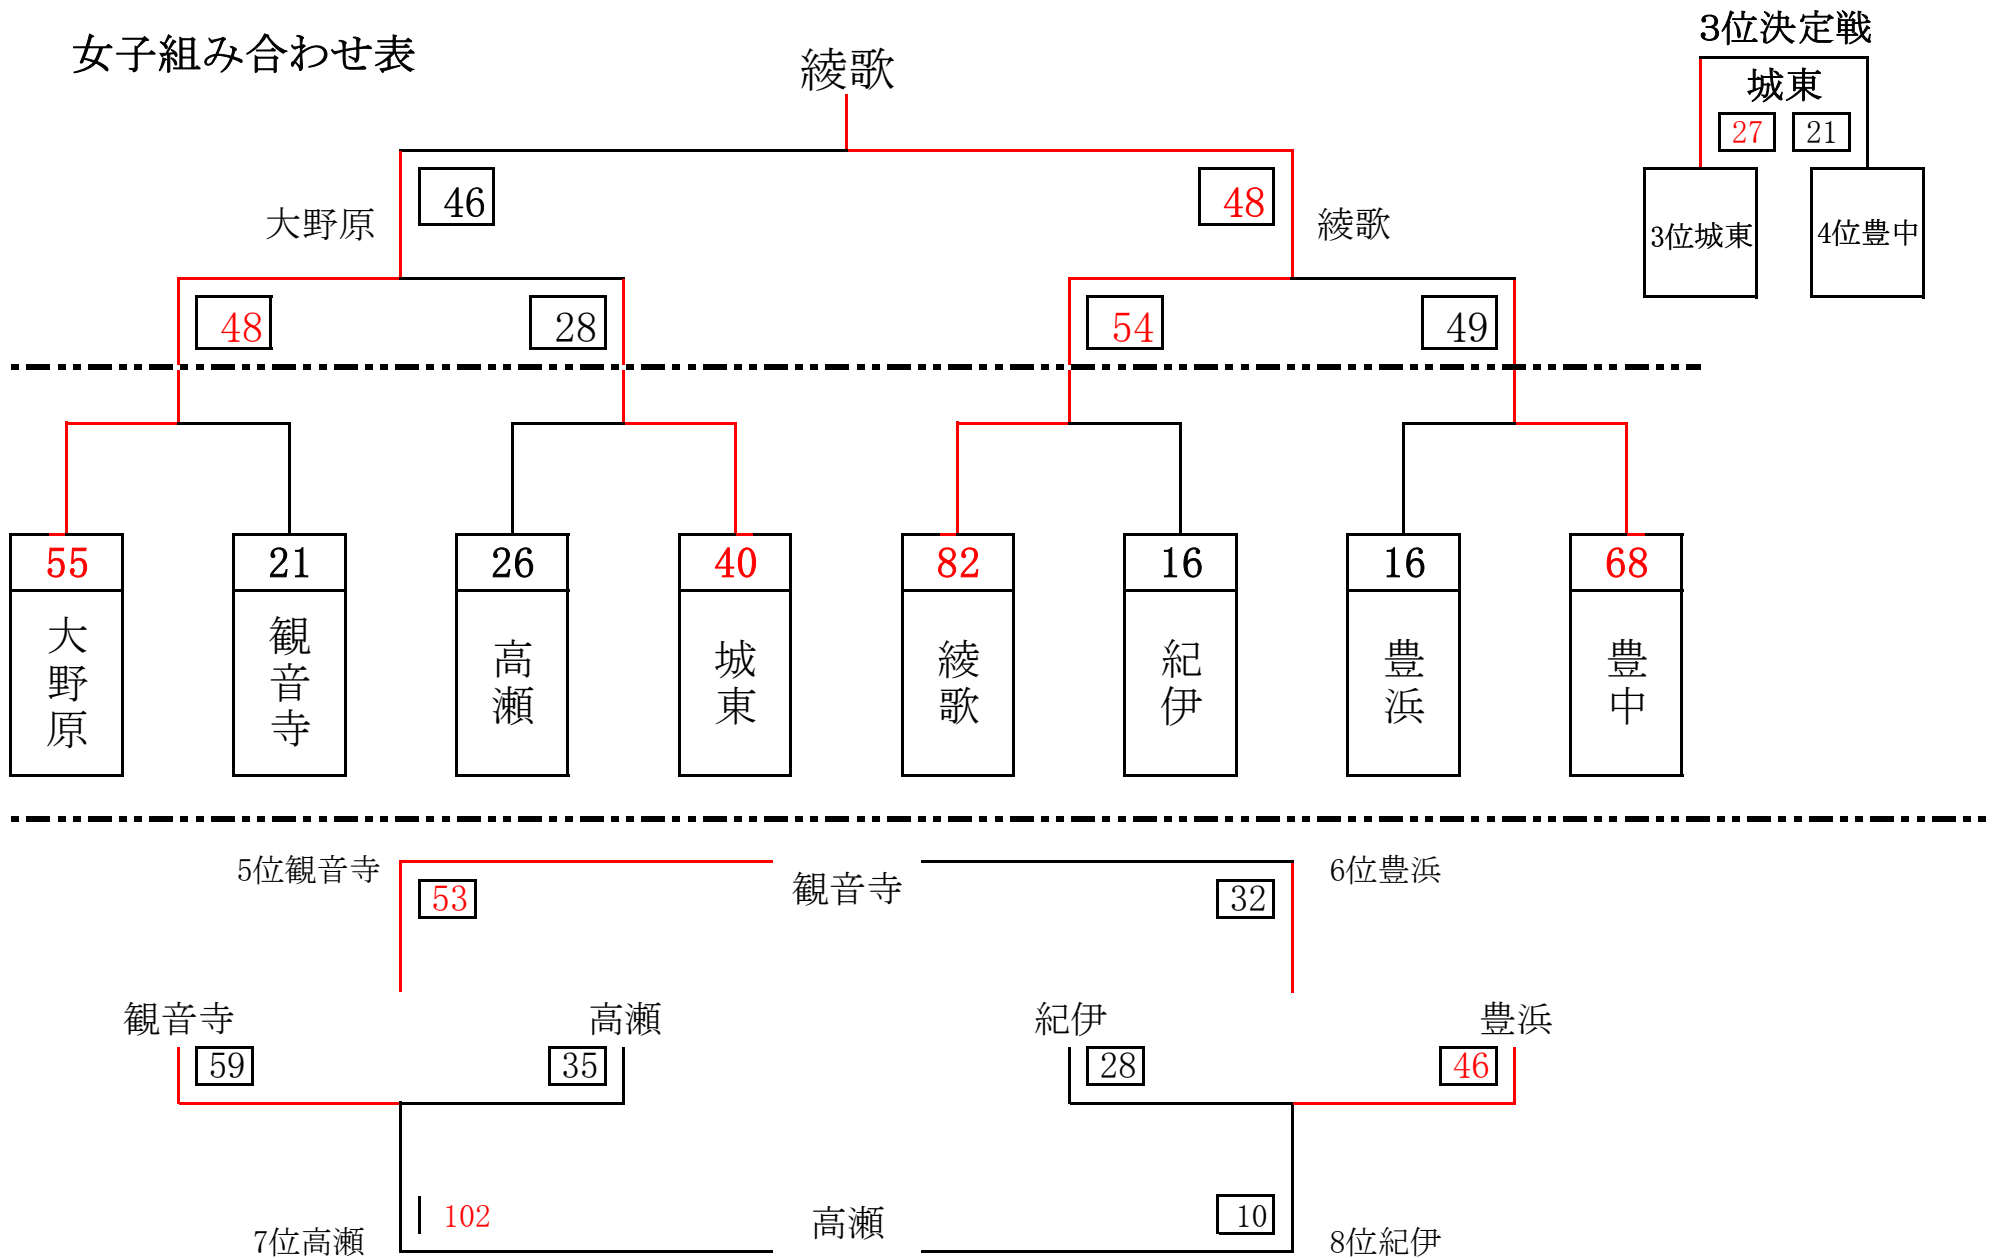 女子組み合わせ表
3位決定戦
綾歌
城東
27 21
46 48
大野原 綾歌
3位城東 4位豊中
48 28 54 49
55 21 26 40 82 16 16 68
大野原
観音寺
高瀬
城東
綾歌
紀伊
豊浜
豊中
5位観音寺 観音寺 6位豊浜
53 32
観音寺 高瀬 紀伊 豊浜
59 35 28 46
102 高瀬 10
7位高瀬 8位紀伊